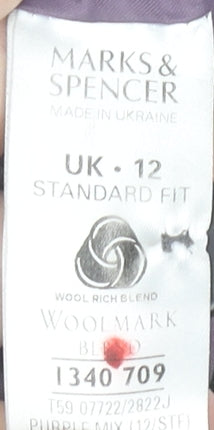 MARKS &
SPENCER
MADE IN UKRAINE
UK • 12
STANDARD FIT
WOOL RICH BLEND
WOOLMARK
BLEND
1340 709
T59 07722/2822J
PURPLE MIX (12/STF)